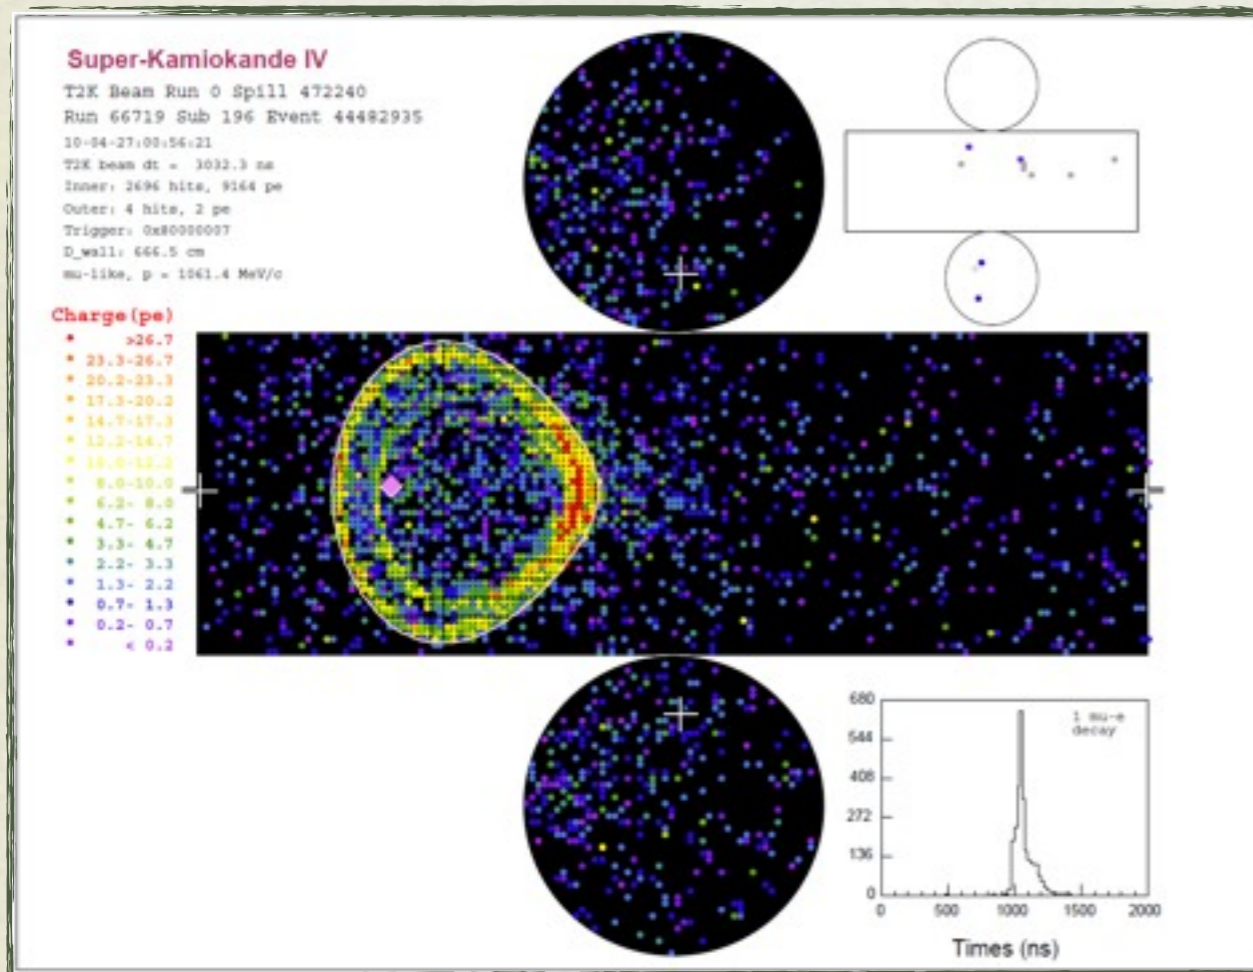 Super-Kamiokande IV
T2K Beam Run 0 Spill 472240
Run 66719 Sub 196 Event 44482935
10-04-27:00:56:21
T2K beam dt = 3032.3 ns
Inner: 2696 hits, 9164 pe
Outer: 4 hits, 2 pe
Trigger: 0x80000007
D_wall: 666.5 cm
mu-like, p = 1061.4 MeV/c
Charge(pe)
>26.7
23.3-26.7
20.2-23.3
17.3-20.2
14.7-17.3
12.2-14.7
10.0-12.2
8.0-10.0
6.2- 8.0
4.7- 6.2
3.3- 4.7
2.2- 3.3
1.3- 2.2
0.7- 1.3
0.2- 0.7
< 0.2
1 mu-e
decay
680
544
408
272
136
0
0 500 1000 1500 2000
Times (ns)